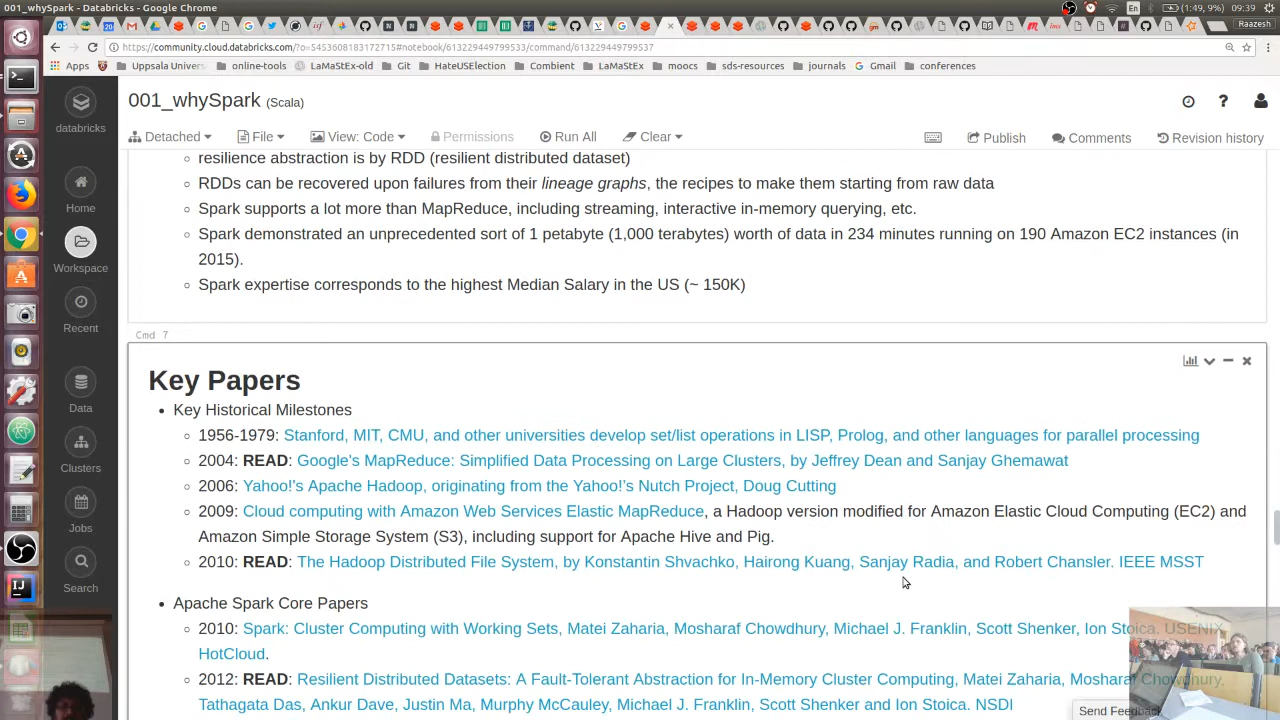 001_whySpark - Databricks - Google Chrome
En
(1:49, 9%)
09:39
Raazesh
https://community.cloud.databricks.com/?o=5453608183172715#notebook/613229449799533/command/613229449799537
Apps
Uppsala Univers
online-tools
LaMaStEx-old
Git
HateUSElection
Combient
LaMaStEx
moocs
sds-resources
journals
Gmail
conferences
databricks
Home
Workspace
Recent
Data
Clusters
Jobs
Search
001_whySpark (Scala)
Detached
File
View: Code
Permissions
Run All
Clear
Publish
Comments
Revision history
resilience abstraction is by RDD (resilient distributed dataset)
RDDs can be recovered upon failures from their lineage graphs, the recipes to make them starting from raw data
Spark supports a lot more than MapReduce, including streaming, interactive in-memory querying, etc.
Spark demonstrated an unprecedented sort of 1 petabyte (1,000 terabytes) worth of data in 234 minutes running on 190 Amazon EC2 instances (in
2015).
Spark expertise corresponds to the highest Median Salary in the US (~ 150K)
Cmd 7
Key Papers
Key Historical Milestones
1956-1979: Stanford, MIT, CMU, and other universities develop set/list operations in LISP, Prolog, and other languages for parallel processing
2004: READ: Google's MapReduce: Simplified Data Processing on Large Clusters, by Jeffrey Dean and Sanjay Ghemawat
2006: Yahoo!'s Apache Hadoop, originating from the Yahoo!'s Nutch Project, Doug Cutting
2009: Cloud computing with Amazon Web Services Elastic MapReduce, a Hadoop version modified for Amazon Elastic Cloud Computing (EC2) and
Amazon Simple Storage System (S3), including support for Apache Hive and Pig.
2010: READ: The Hadoop Distributed File System, by Konstantin Shvachko, Hairong Kuang, Sanjay Radia, and Robert Chansler. IEEE MSST
Apache Spark Core Papers
2010: Spark: Cluster Computing with Working Sets, Matei Zaharia, Mosharaf Chowdhury, Michael J. Franklin, Scott Shenker, Ion Stoica. USENIX
HotCloud.
2012: READ: Resilient Distributed Datasets: A Fault-Tolerant Abstraction for In-Memory Cluster Computing, Matei Zaharia, Mosharaf Chowdhury,
Tathagata Das, Ankur Dave, Justin Ma, Murphy McCauley, Michael J. Franklin, Scott Shenker and Ion Stoica. NSDI
Send Feedback